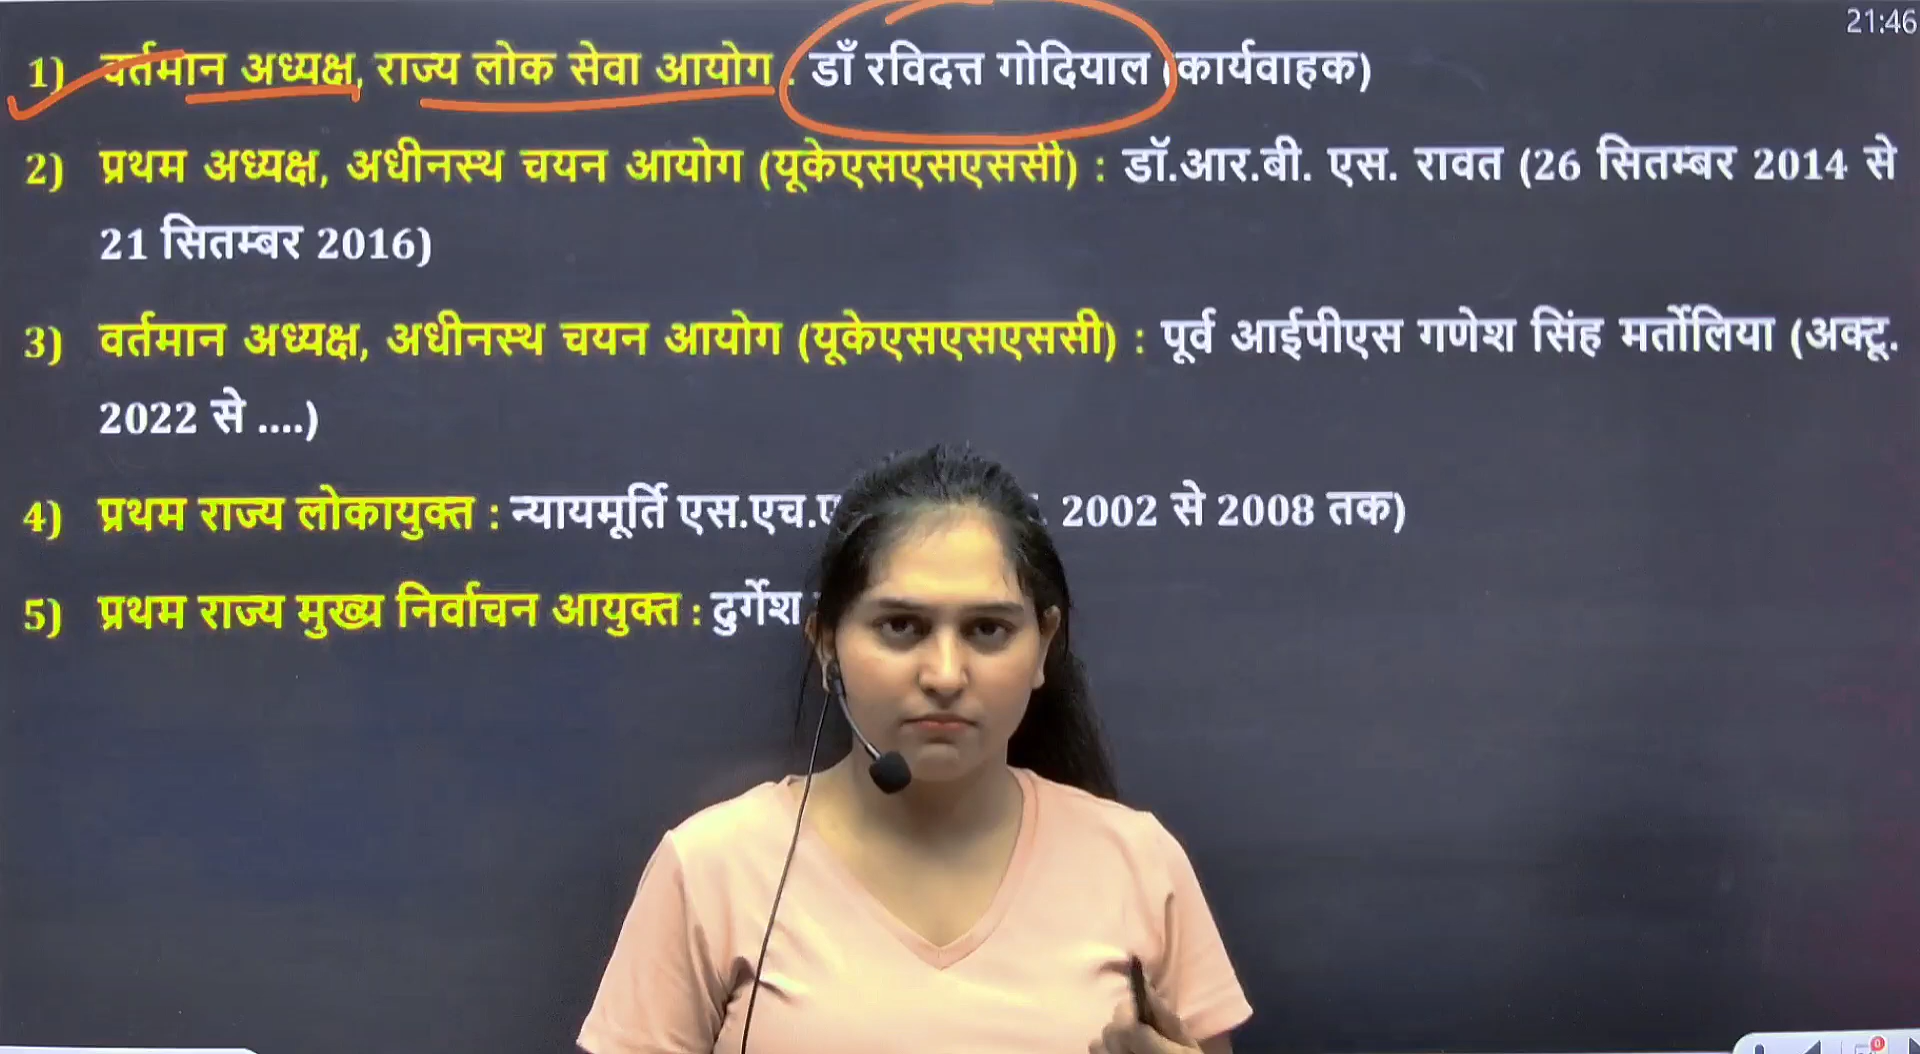 21:46
1) वर्तमान अध्यक्ष, राज्य लोक सेवा आयोग : डाँ रविदत्त गोदियाल (कार्यवाहक)
2) प्रथम अध्यक्ष, अधीनस्थ चयन आयोग (यूकेएसएसएससी) : डॉ.आर.बी. एस. रावत (26 सितम्बर 2014 से
21 सितम्बर 2016)
3) वर्तमान अध्यक्ष, अधीनस्थ चयन आयोग (यूकेएसएसएससी) : पूर्व आईपीएस गणेश सिंह मर्तोलिया (अक्टू.
2022 से ....)
4) प्रथम राज्य लोकायुक्त : न्यायमूर्ति एस.एच. 2002 से 2008 तक)
5) प्रथम राज्य मुख्य निर्वाचन आयुक्त : दुर्गेश